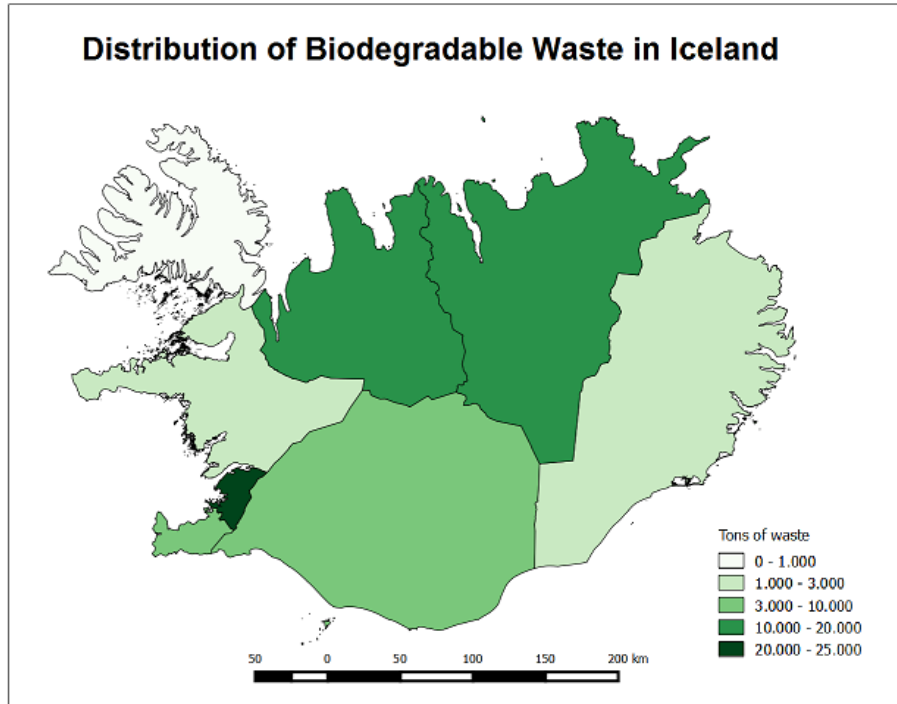 Distribution of Biodegradable Waste in Iceland
Tons of waste
0 - 1.000
1.000 - 3.000
3.000 - 10.000
10.000 - 20.000
20.000 - 25.000
50 0 50 100 150 200 km